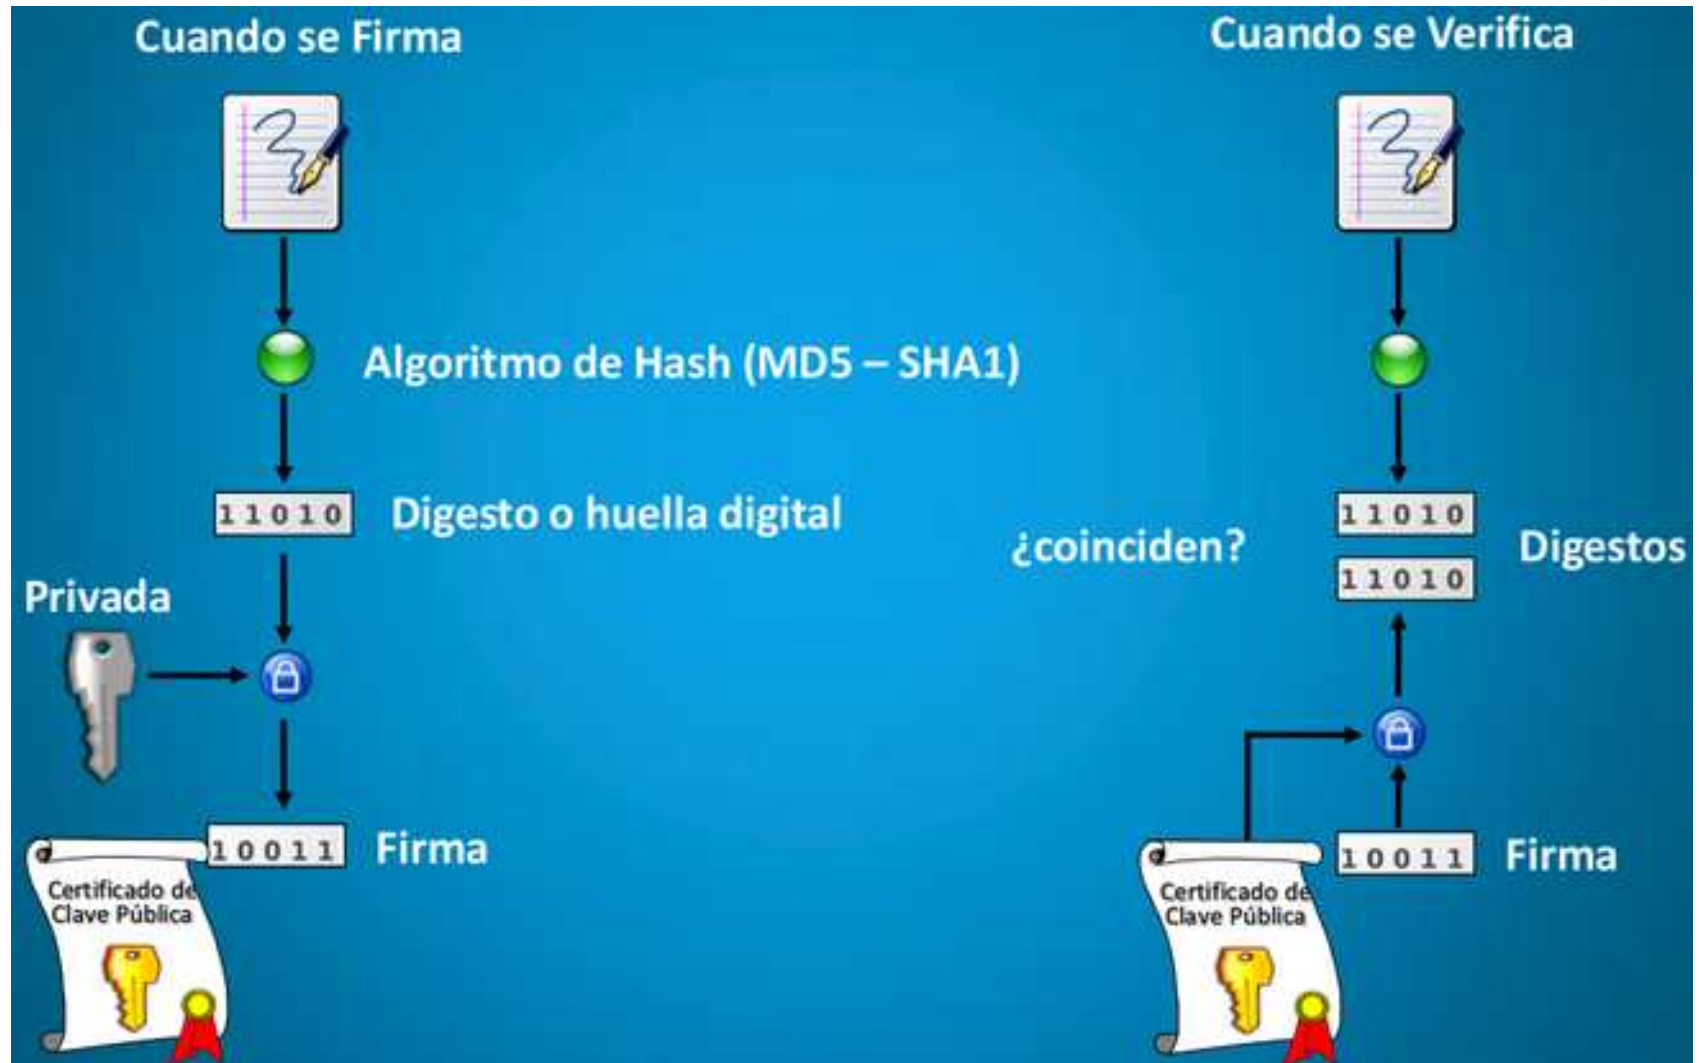 Cuando se Firma
Algoritmo de Hash (MD5 – SHA1)
11010
Digesto o huella digital
Privada
10011
Firma
Certificado de
Clave Pública
Cuando se Verifica
11010
¿coinciden?
Digestos
11010
10011
Firma
Certificado de
Clave Pública